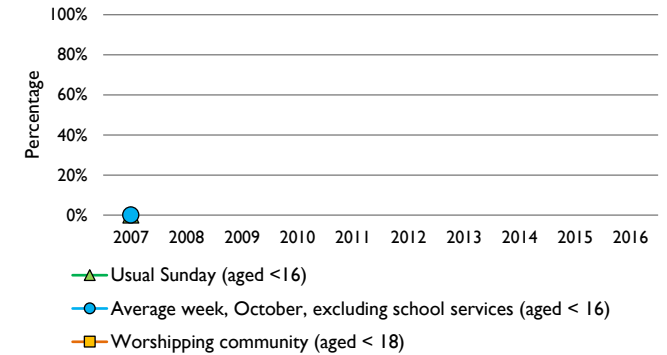 100%
80%
60%
40%
20%
0%
Percentage
2007 2008 2009 2010 2011 2012 2013 2014 2015 2016
Usual Sunday (aged <16)
Average week, October, excluding school services (aged < 16)
Worshipping community (aged < 18)